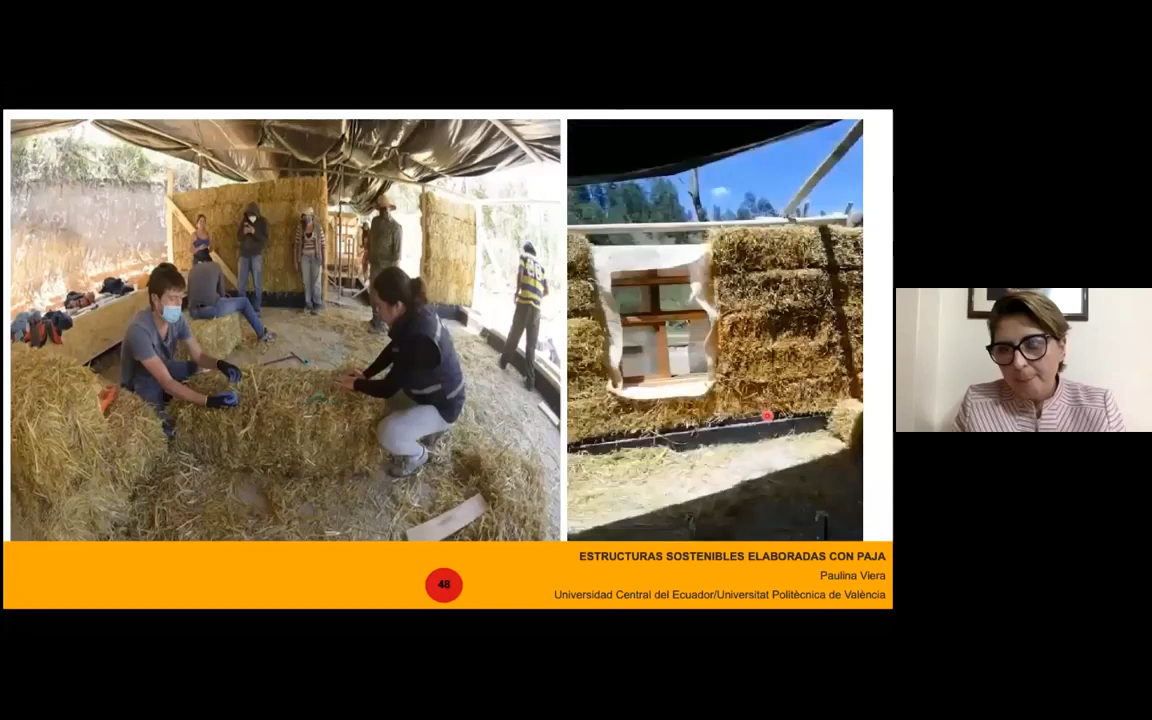 48
ESTRUCTURAS SOSTENIBLES ELABORADAS CON PAJA
Paulina Viera
Universidad Central del Ecuador/Universitat Politècnica de València